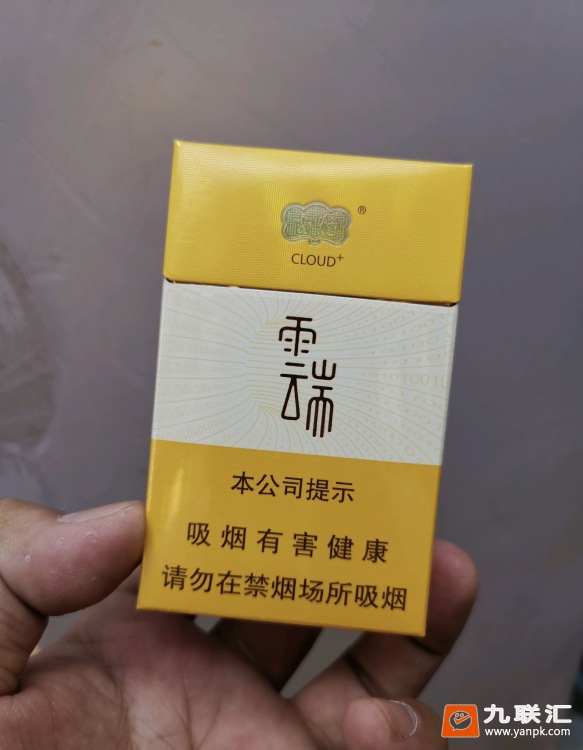 ®
CLOUD+
雲端
本公司提示
吸烟有害健康
请勿在禁烟场所吸烟
九联汇
www.yanpk.com